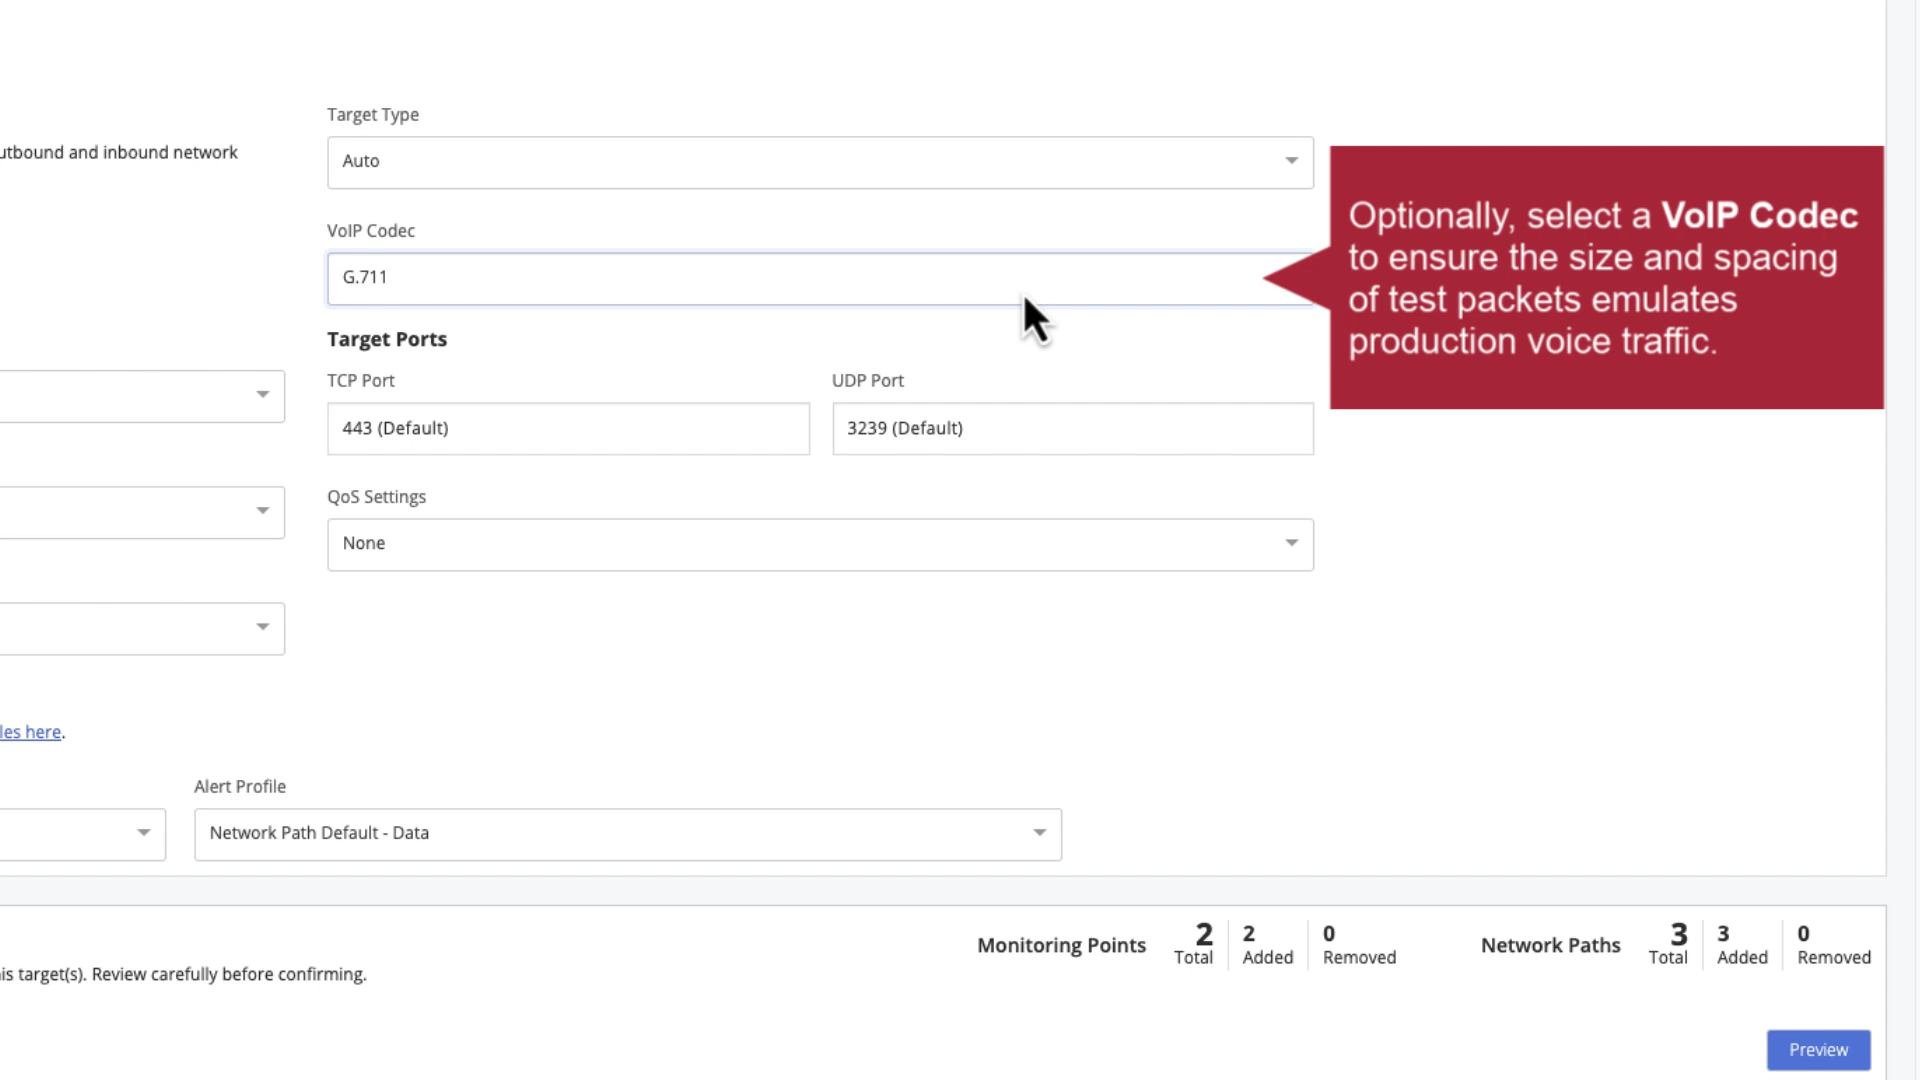 Target Type
utbound and inbound network
Auto
VoIP Codec
G.711
Optionally, select a VoIP Codec
to ensure the size and spacing
of test packets emulates
production voice traffic.
Target Ports
TCP Port
UDP Port
443 (Default)
3239 (Default)
QoS Settings
None
les here.
Alert Profile
Network Path Default - Data
Monitoring Points
2 Total
2 Added
0 Removed
Network Paths
3 Total
3 Added
0 Removed
is target(s). Review carefully before confirming.
Preview